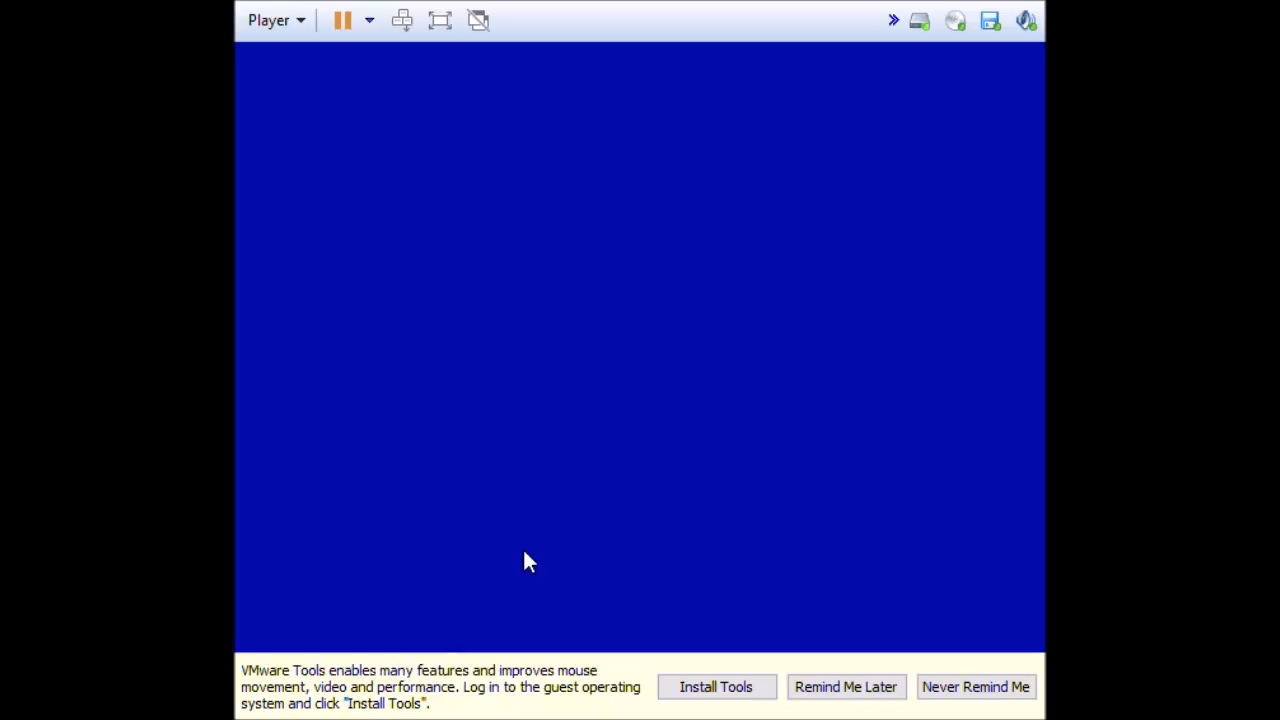 Player
VMware Tools enables many features and improves mouse
movement, video and performance. Log in to the guest operating
system and click "Install Tools".
Install Tools
Remind Me Later
Never Remind Me